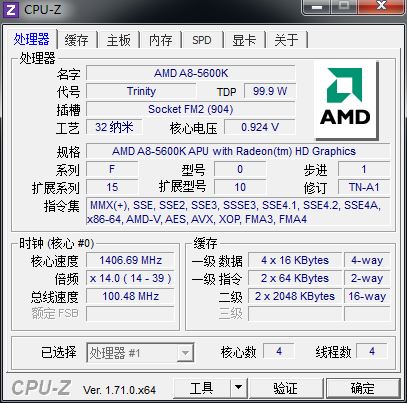 CPU-Z
处理器 缓存 主板 内存 SPD 显卡 关于
处理器
名字 AMD A8-5600K
代号 Trinity TDP 99.9 W
插槽 Socket FM2 (904)
工艺 32 纳米 核心电压 0.924 V
AMD
规格 AMD A8-5600K APU with Radeon(tm) HD Graphics
系列 F 型号 0 步进 1
扩展系列 15 扩展型号 10 修订 TN-A1
指令集 MMX(+), SSE, SSE2, SSE3, SSSE3, SSE4.1, SSE4.2, SSE4A,
x86-64, AMD-V, AES, AVX, XOP, FMA3, FMA4
时钟 (核心 #0) 缓存
核心速度 1406.69 MHz 一级 数据 4 x 16 KBytes 4-way
倍频 x 14.0 ( 14 - 39 ) 一级 指令 2 x 64 KBytes 2-way
总线速度 100.48 MHz 二级 2 x 2048 KBytes 16-way
额定 FSB 三级
已选择 处理器 #1 核心数 4 线程数 4
CPU-Z Ver. 1.71.0.x64 工具 验证 确定